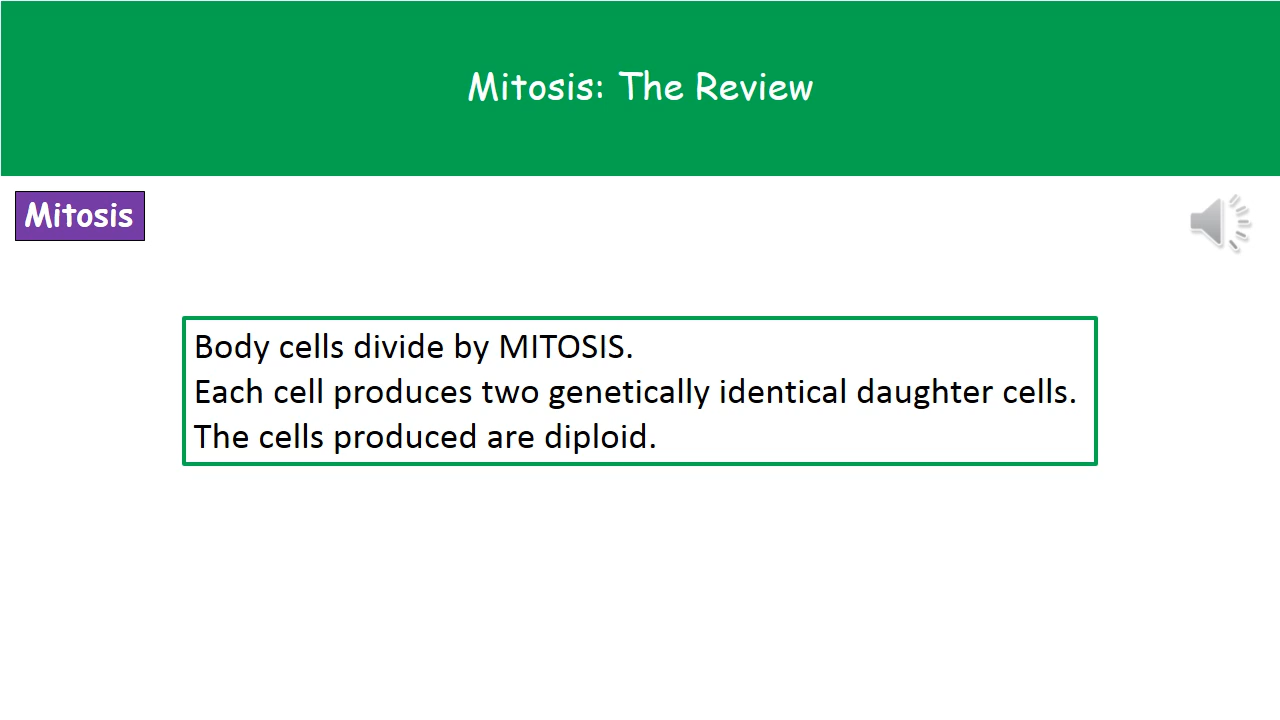 Mitosis: The Review
Mitosis
Body cells divide by MITOSIS.
Each cell produces two genetically identical daughter cells.
The cells produced are diploid.